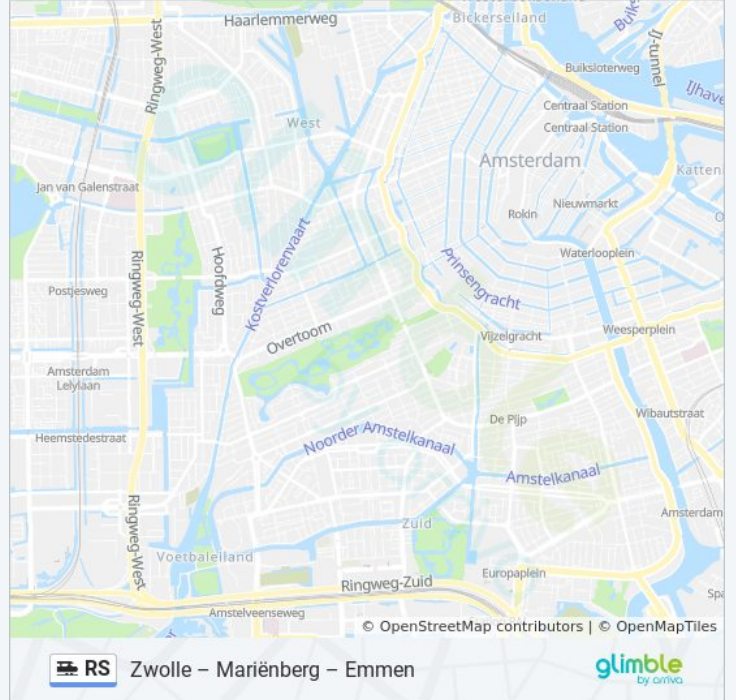 Haarlemmerweg
Bickerseiland
Ringweg-West
IJ-tunnel
Buiksloterweg
Centraal Station
Centraal Station
West
Amsterdam
Jan van Galenstraat
Nieuwmarkt
Rokin
Waterlooplein
Kostverlorenvaart
Hoofdweg
Ringweg-West
Prinsengracht
Postjesweg
Overtoom
Vijzelgracht
Weesperplein
Amsterdam
Lelylaan
De Pijp
Wibautstraat
Heemstedestraat
Noorder Amstelkanaal
Amstelkanaal
Ringweg-West
Zuid
Amsterdam
Voetbaleiland
Europaplein
Ringweg-Zuid
Amstelveenseweg
© OpenStreetMap contributors | © OpenMapTiles
RS Zwolle – Mariënberg – Emmen
glimble
by arriva